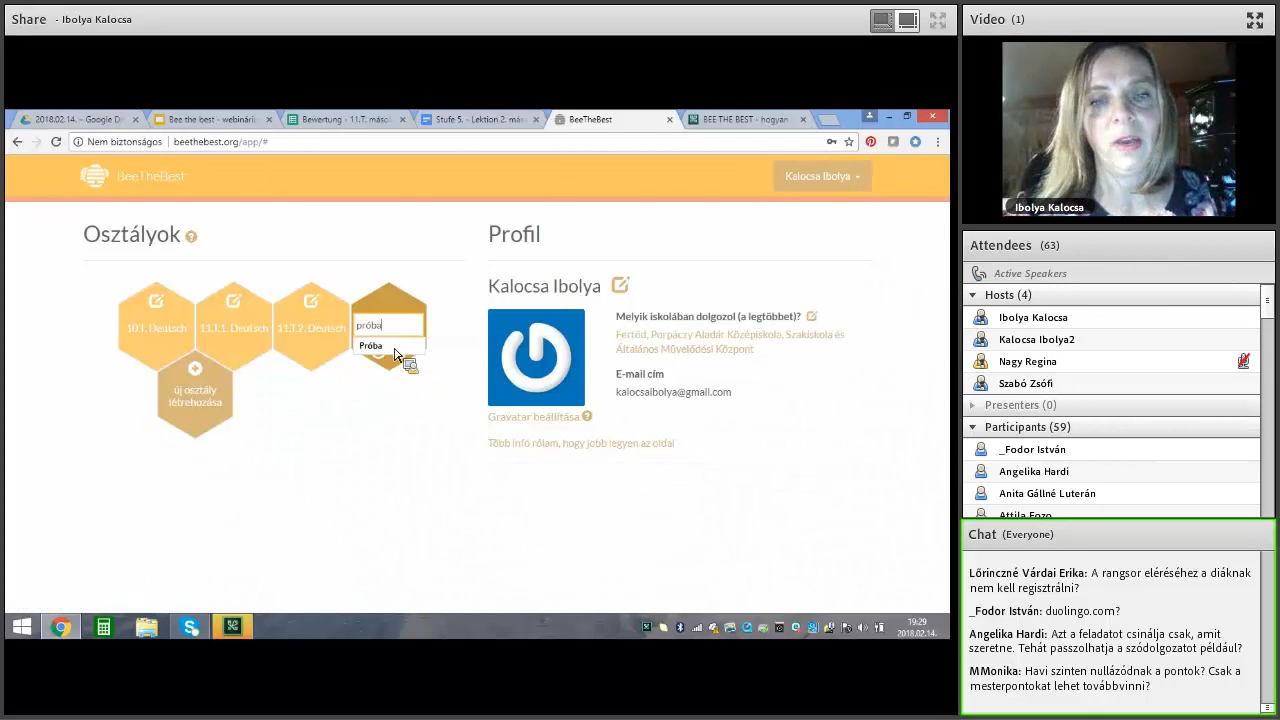 Share - Ibolya Kalocsa
2018.02.14. – Google D
Bee the best - webinári
Bewertung - 11.T. máso
Stufe 5. - Lektion 2. más
BeeTheBest
BEE THE BEST - hogyan
Nem biztonságos
beethebest.org/app/#
BeeTheBest
Kalocsa Ibolya
Osztályok ?
10.I. Deutsch
11.T.1. Deutsch
11.T.2. Deutsch
próba
Próba
új osztály
létrehozása
Profil
Kalocsa Ibolya
Melyik iskolában dolgozol (a legtöbbet)?
Fertőd, Porpáczy Aladár Középiskola, Szakiskola és
Általános Művelődési Központ
E-mail cím
kalocsaibolya@gmail.com
Gravatar beállítása ?
Több infó rólam, hogy jobb legyen az oldal
19:29
2018.02.14.
Video (1)
Ibolya Kalocsa
Attendees (63)
Active Speakers
Hosts (4)
Ibolya Kalocsa
Kalocsa Ibolya2
Nagy Regina
Szabó Zsófi
Presenters (0)
Participants (59)
_Fodor István
Angelika Hardi
Anita Gállné Luterán
Attila Fozo
Chat (Everyone)
Lőrinczné Várdai Erika: A rangsor eléréséhez a diáknak
nem kell regisztrálni?
_Fodor István: duolingo.com?
Angelika Hardi: Azt a feladatot csinálja csak, amit
szeretne. Tehát passzolhatja a szódolgozatot például?
MMonika: Havi szinten nullázódnak a pontok? Csak a
mesterpontokat lehet továbbvinni?